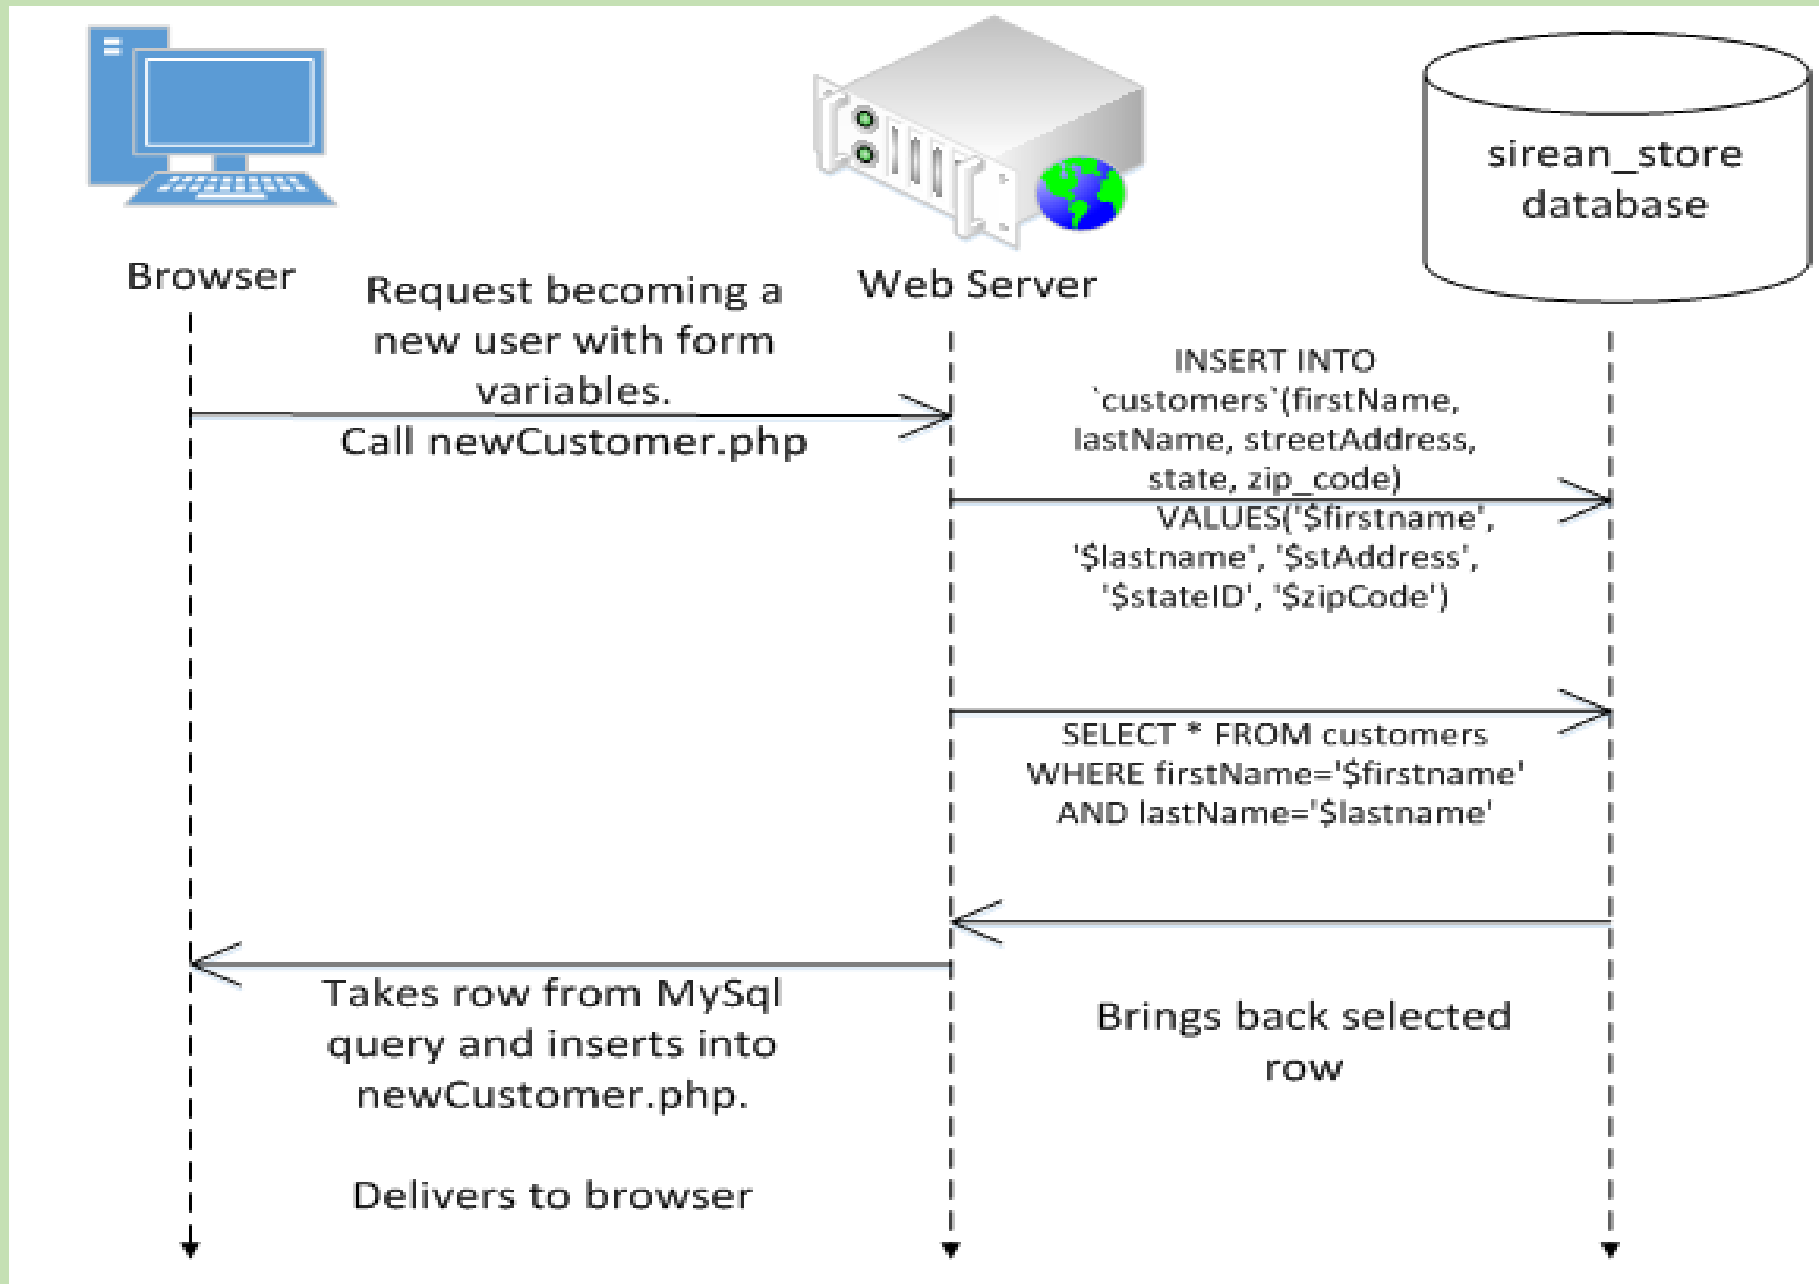 Browser
Web Server
sirean_store
database
Request becoming a
new user with form
variables.
Call newCustomer.php
INSERT INTO
`customers`(firstName,
lastName, streetAddress,
state, zip_code)
VALUES('$firstname',
'$lastname', '$stAddress',
'$stateID', '$zipCode')
SELECT * FROM customers
WHERE firstName='$firstname'
AND lastName='$lastname'
Brings back selected
row
Takes row from MySql
query and inserts into
newCustomer.php.
Delivers to browser